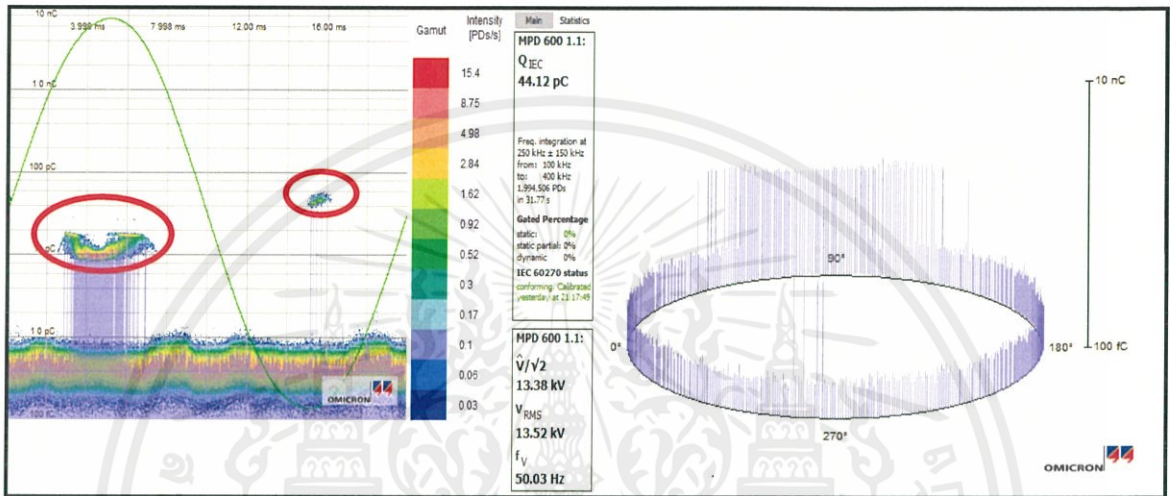 10 nC
3.999 ms 7.998 ms 12.00 ms 16.00 ms
1.0 nC
100 pC
pC
1.0 pC
100 fC
OMICRON
Gamut
Intensity
[PDs/s]
15.4
8.75
4.98
2.84
1.62
0.92
0.52
0.3
0.17
0.1
0.06
0.03
Main Statistics
MPD 600 1.1:
Q IEC
44.12 pC
Freq. integration at
250 kHz ± 150 kHz
from: 100 kHz
to: 400 kHz
1,994,506 PDs
in 31.77 s
Gated Percentage
static: 0%
static partial: 0%
dynamic 0%
IEC 60270 status
conforming/Calibrated
yesterday at 21:17:49
MPD 600 1.1:
V̂/√2
13.38 kV
V RMS
13.52 kV
f V
50.03 Hz
10 nC
90°
0°
180°
100 fC
270°
OMICRON